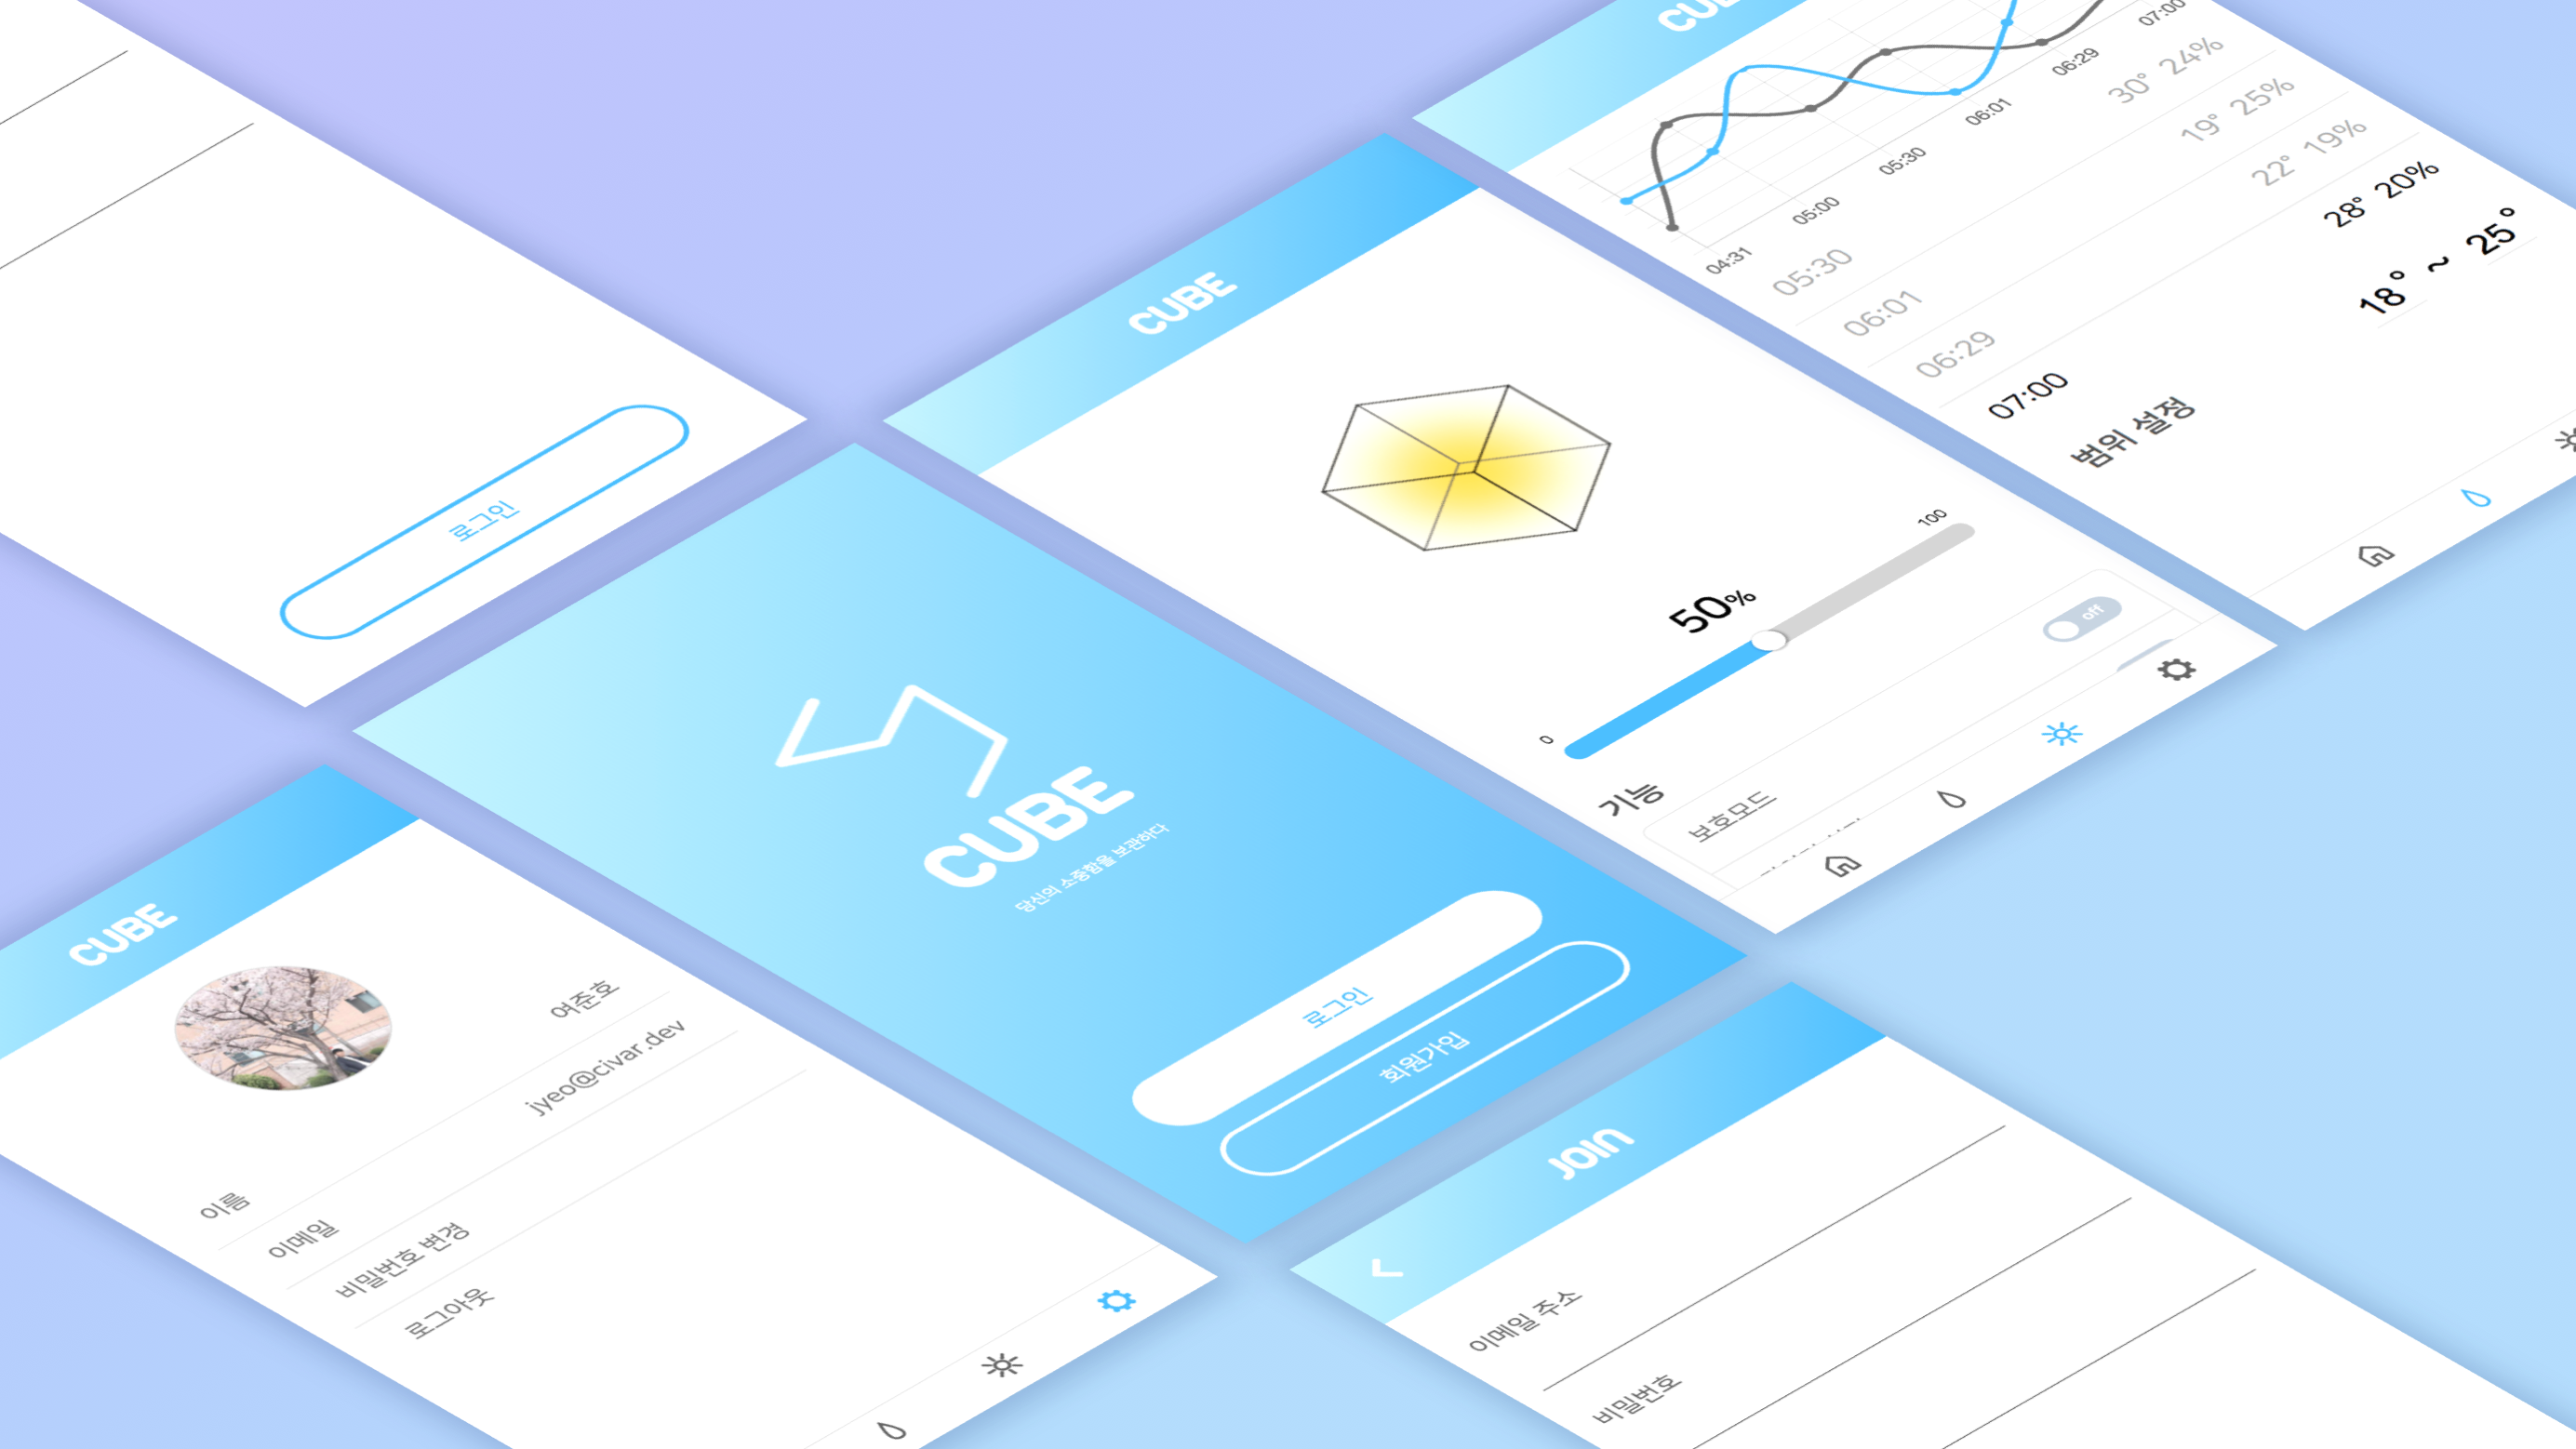 로그인
CUBE
07:00
06:29
06:01
05:30
05:00
04:31
05:30 30° 24%
06:01 19° 25%
06:29 22° 19%
07:00 28° 20%
범위 설정 18° ~ 25°
CUBE
50%
0 100
기능
보호모드 off
CUBE
당신의 소중함을 보관하다
로그인
회원가입
CUBE
이름 여준호
이메일 jyeo@civar.dev
비밀번호 변경
로그아웃
JOIN
이메일 주소
비밀번호